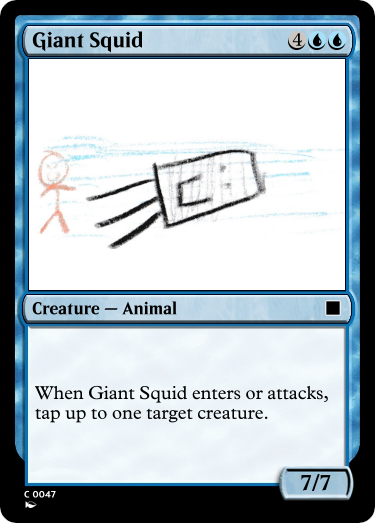 Giant Squid 4
Creature — Animal
When Giant Squid enters or attacks,
tap up to one target creature.
7/7
C 0047